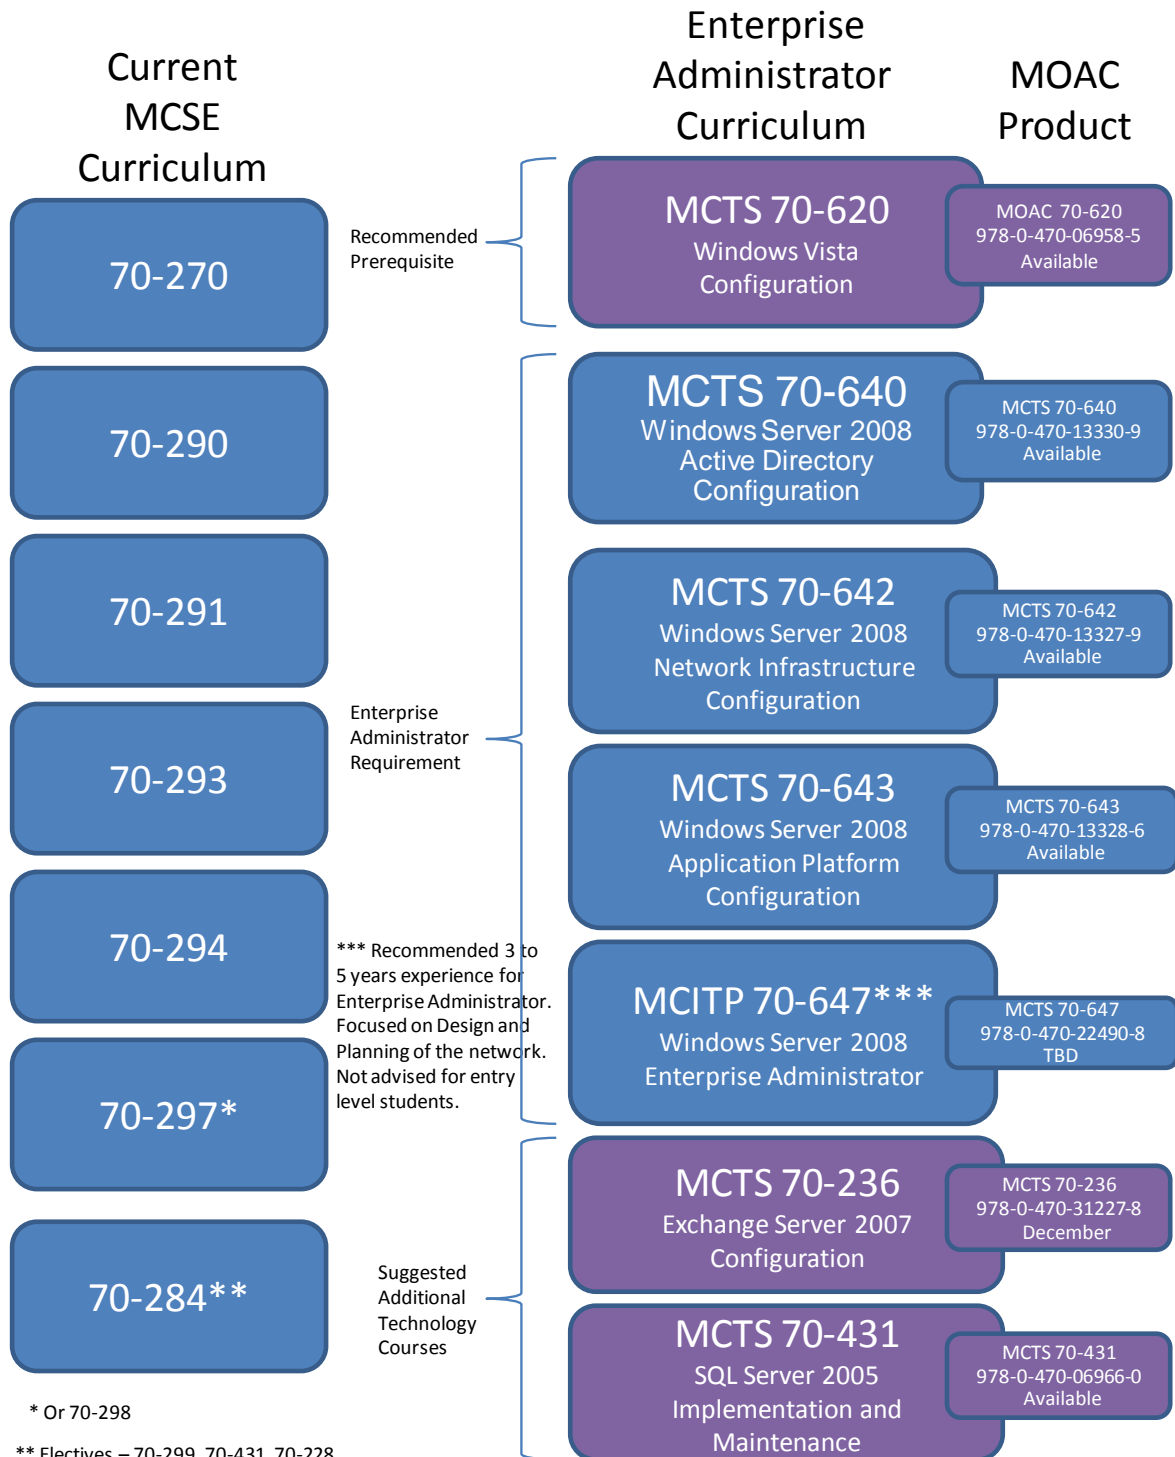 Current
MCSE
Curriculum
70-270
70-290
70-291
70-293
70-294
70-297*
70-284**
* Or 70-298
** Electives – 70-299, 70-431, 70-228
Recommended
Prerequisite
Enterprise
Administrator
Requirement
*** Recommended 3 to
5 years experience for
Enterprise Administrator.
Focused on Design and
Planning of the network.
Not advised for entry
level students.
Suggested
Additional
Technology
Courses
Enterprise
Administrator
Curriculum
MCTS 70-620
Windows Vista
Configuration
MCTS 70-640
Windows Server 2008
Active Directory
Configuration
MCTS 70-642
Windows Server 2008
Network Infrastructure
Configuration
MCTS 70-643
Windows Server 2008
Application Platform
Configuration
MCITP 70-647***
Windows Server 2008
Enterprise Administrator
MCTS 70-236
Exchange Server 2007
Configuration
MCTS 70-431
SQL Server 2005
Implementation and
Maintenance
MOAC
Product
MOAC 70-620
978-0-470-06958-5
Available
MCTS 70-640
978-0-470-13330-9
Available
MCTS 70-642
978-0-470-13327-9
Available
MCTS 70-643
978-0-470-13328-6
Available
MCTS 70-647
978-0-470-22490-8
TBD
MCTS 70-236
978-0-470-31227-8
December
MCTS 70-431
978-0-470-06966-0
Available